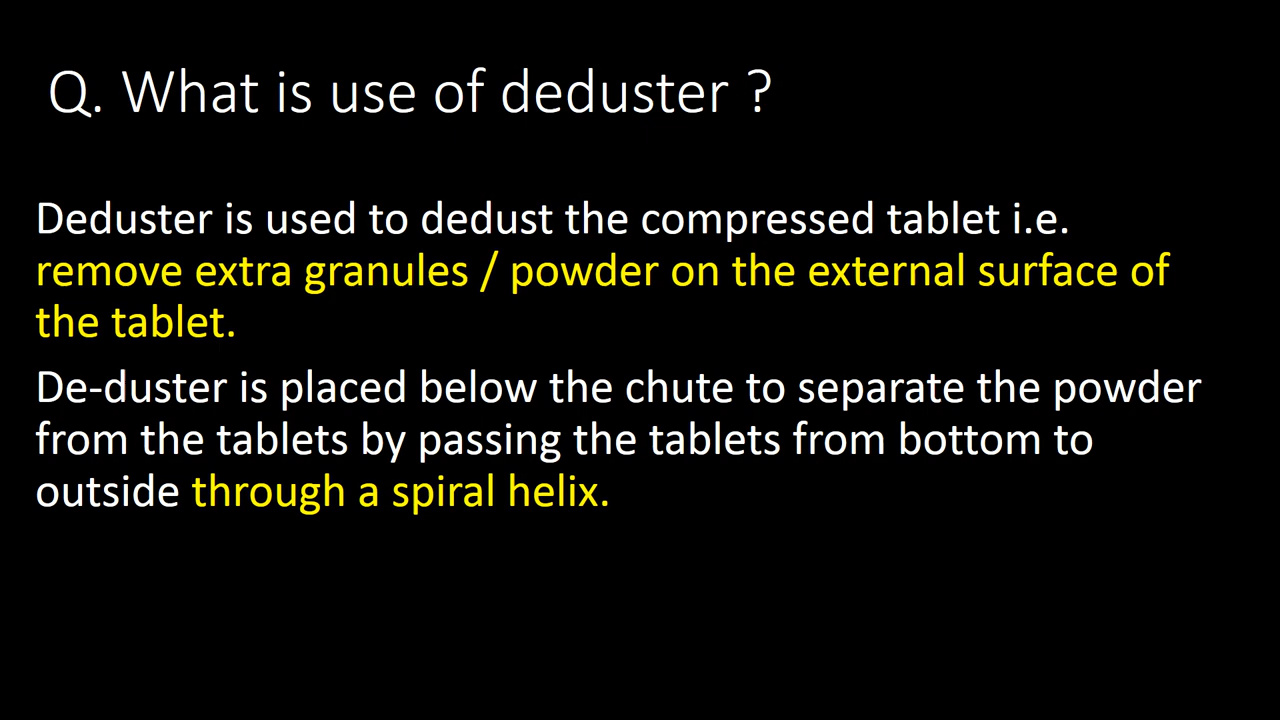 Q. What is use of deduster ?
Deduster is used to dedust the compressed tablet i.e.
remove extra granules / powder on the external surface of
the tablet.
De-duster is placed below the chute to separate the powder
from the tablets by passing the tablets from bottom to
outside through a spiral helix.